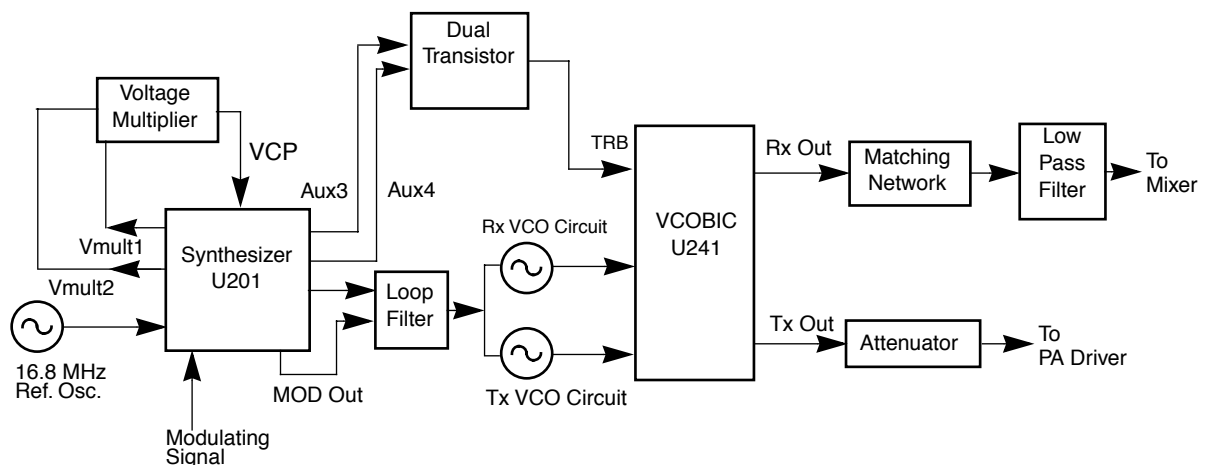 Dual
Transistor
Voltage
Multiplier
VCP
Aux3
Aux4
TRB
Rx Out
Matching
Network
Low
Pass
Filter
To
Mixer
Vmult1
Vmult2
Synthesizer
U201
Rx VCO Circuit
VCOBIC
U241
Loop
Filter
16.8 MHz
Ref. Osc.
MOD Out
Tx VCO Circuit
Tx Out
Attenuator
To
PA Driver
Modulating
Signal